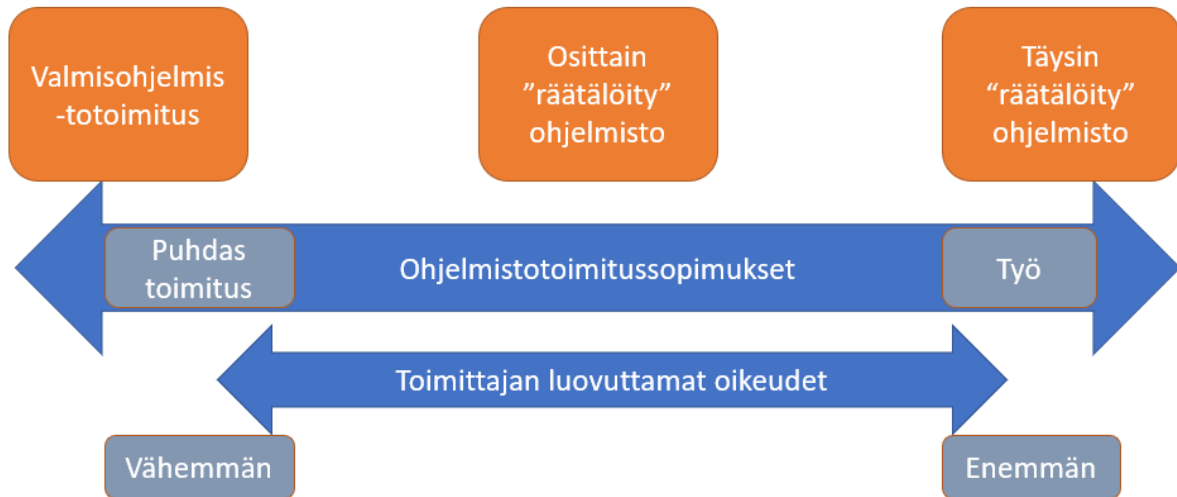 Valmisohjelmis
-totoimitus
Osittain
”räätälöity”
ohjelmisto
Täysin
“räätälöity”
ohjelmisto
Puhdas
toimitus
Ohjelmistotoimitussopimukset
Työ
Toimittajan luovuttamat oikeudet
Vähemmän
Enemmän